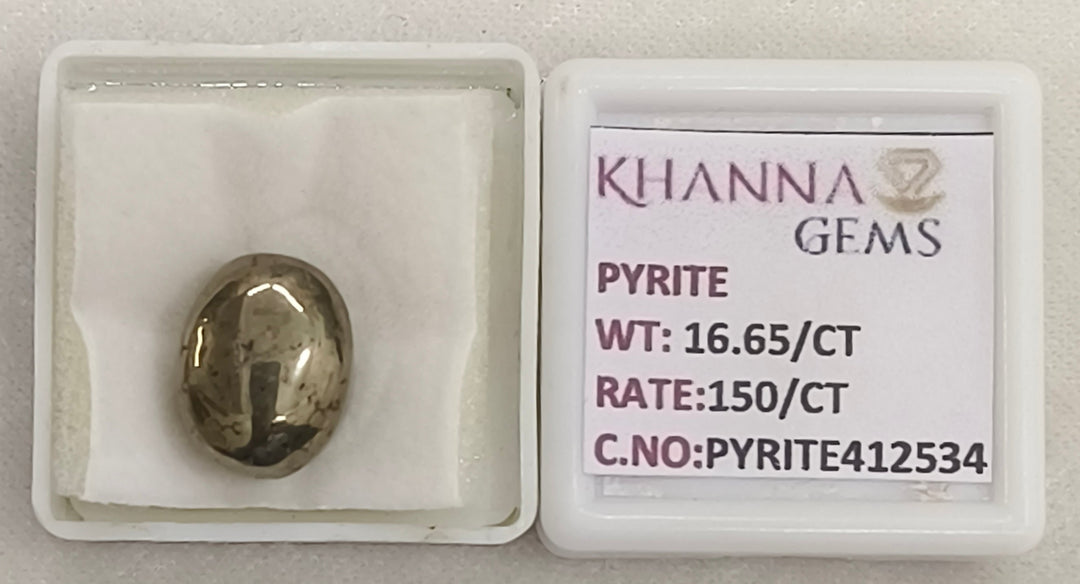 KHANNA
GEMS
PYRITE
WT: 16.65/CT
RATE:150/CT
C.NO:PYRITE412534